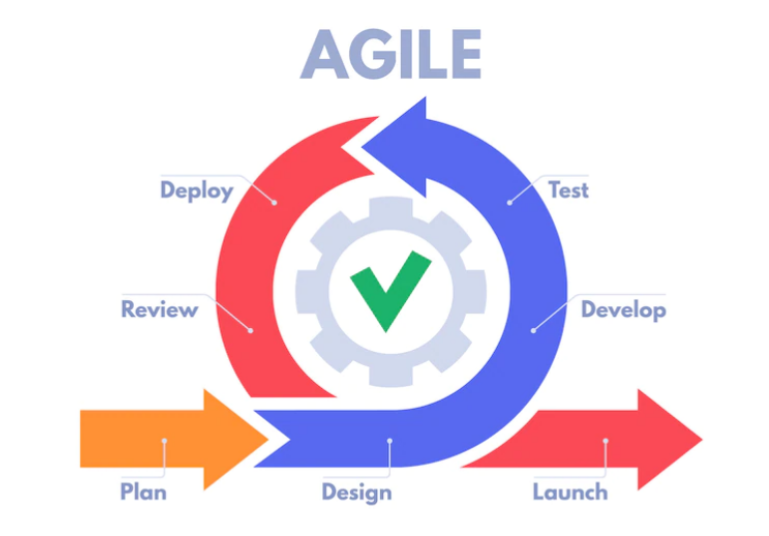 AGILE
Deploy
Test
Review
Develop
Plan
Design
Launch